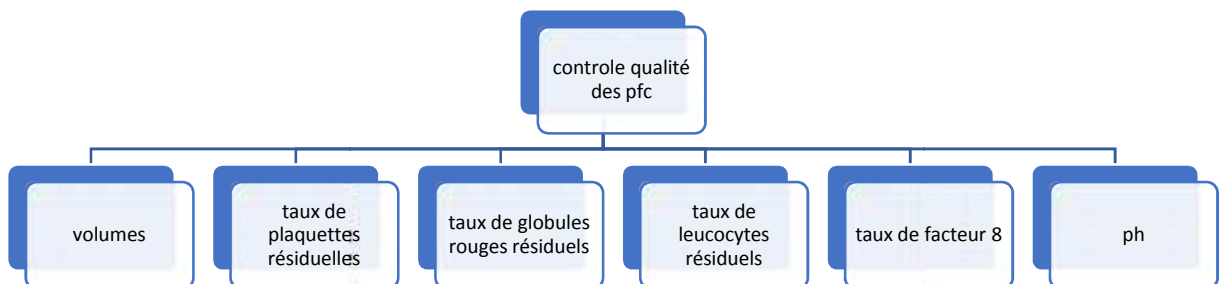 controle qualité
des pfc
volumes
taux de
plaquettes
résiduelles
taux de globules
rouges résiduels
taux de
leucocytes
résiduels
taux de facteur 8
ph